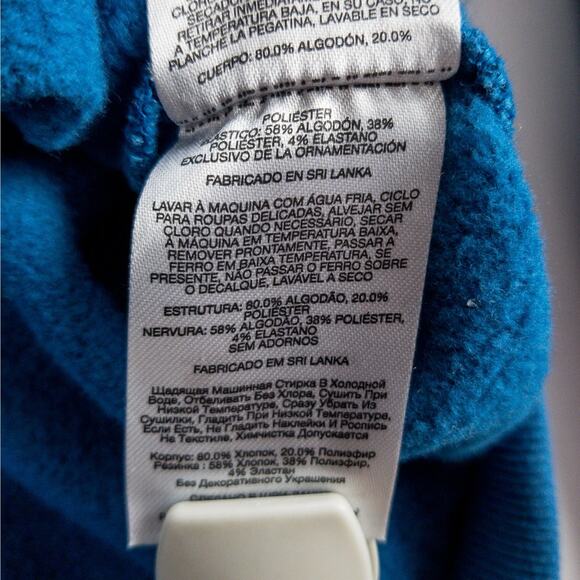 CLORO
SECADO INMEDIATAM
RETIRARLA
TEMPERATURA BAJA, EN SU CASO, NO
PLANCHE LA PEGATINA, LAVABLE EN SECO
CUERPO: 80.0% ALGODÓN, 20.0%
POLIÉSTER
ELÁSTICO: 58% ALGODÓN, 38%
POLIÉSTER, 4% ELASTANO
EXCLUSIVO DE LA ORNAMENTACIÓN
FABRICADO EN SRI LANKA
LAVAR À MAQUINA COM ÁGUA FRIA, CICLO
PARA ROUPAS DELICADAS, ALVEJAR SEM
CLORO QUANDO NECESSÁRIO, SECAR
À MÁQUINA EM TEMPERATURA BAIXA,
REMOVER PRONTAMENTE, PASSAR A
FERRO EM BAIXA TEMPERATURA, SE
PRESENTE, NÃO PASSAR O FERRO SOBRE
O DECALQUE, LAVÁVEL A SECO
ESTRUTURA: 80.0% ALGODÃO, 20.0%
POLIÉSTER
NERVURA: 58% ALGODÃO, 38% POLIÉSTER,
4% ELASTANO
SEM ADORNOS
FABRICADO EM SRI LANKA
Щадящая Машинная Стирка В Холодной
Воде, Отбеливать Без Хлора, Сушить При
Низкой Температуре, Сразу Убрать Из
Сушилки, Гладить При Низкой Температуре,
Если Есть, Не Гладить Наклейки И Роспись
На Текстиле, Химчистка Допускается
Корпус: 80.0% Хлопок, 20.0% Полиэфир
Резинка : 58% Хлопок, 38% Полиэфир,
4% Эластан
Без Декоративного Украшения